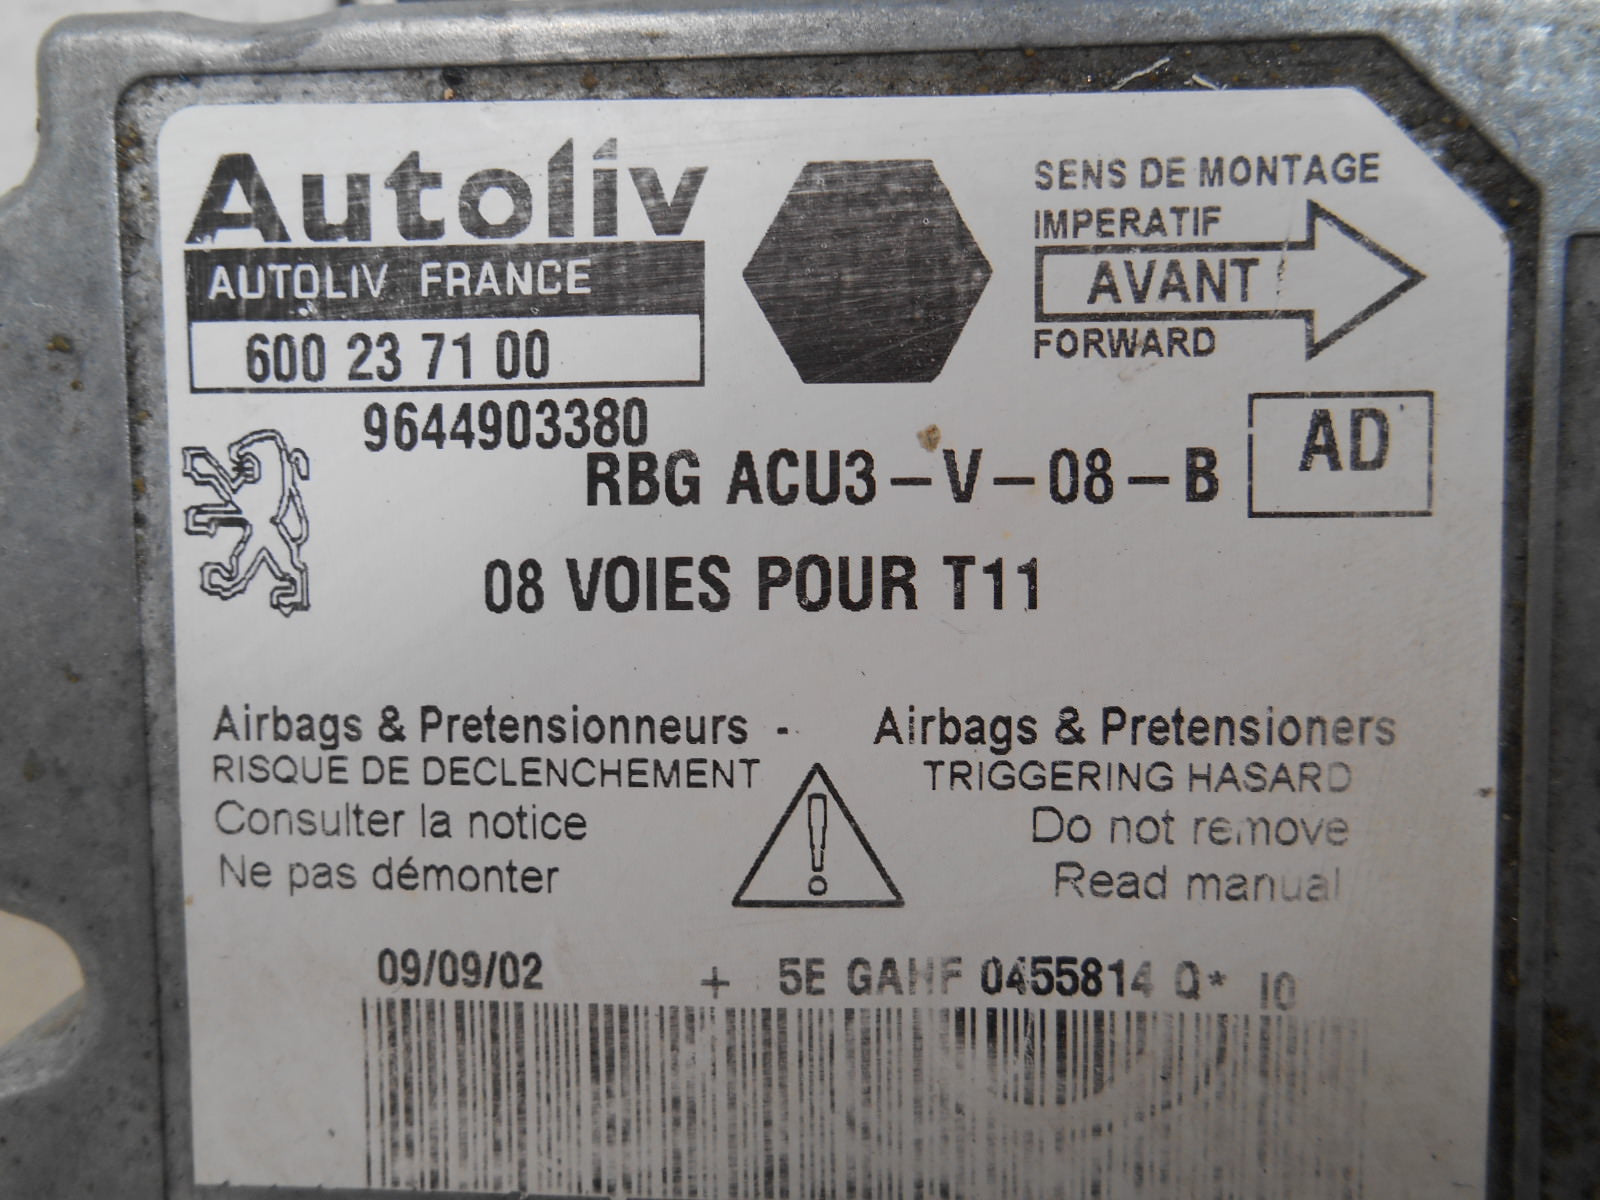 Autoliv
AUTOLIV FRANCE
600 23 71 00
SENS DE MONTAGE
IMPERATIF
AVANT
FORWARD
9644903380
RBG ACU3-V-08-B
AD
08 VOIES POUR T11
Airbags & Pretensionneurs -
RISQUE DE DECLENCHEMENT
Consulter la notice
Ne pas démonter
Airbags & Pretensioners
TRIGGERING HASARD
Do not remove
Read manual
09/09/02 + 5E GAHF 0455814 Q* IO